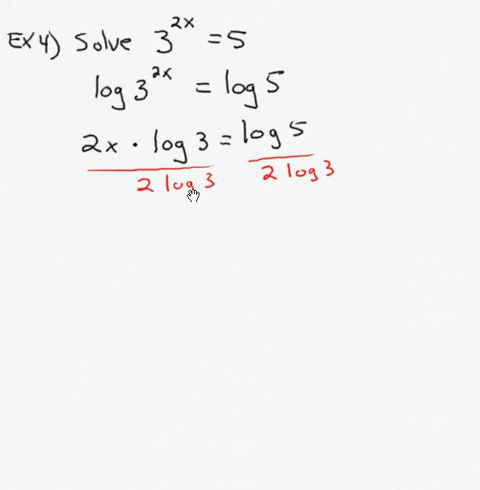 Ex 4) Solve 3^2x = 5
log 3^2x = log 5
2x · log 3 = log 5
2 log 3 2 log 3